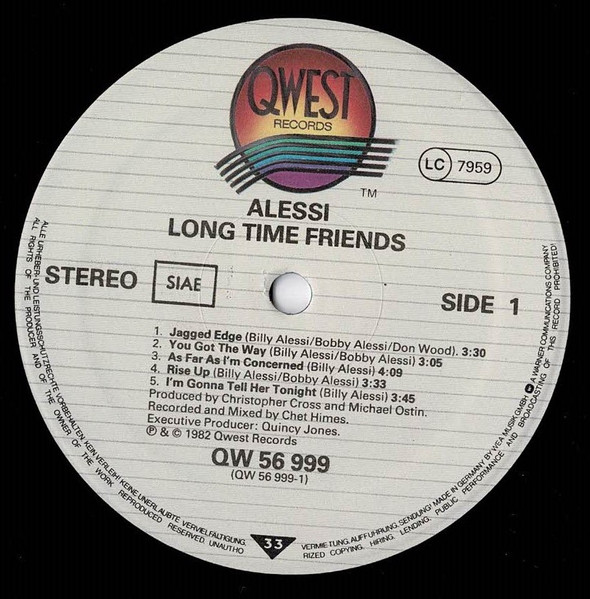 QWEST
RECORDS
TM
LC 7959
ALESSI
LONG TIME FRIENDS
STEREO
SIAE
SIDE 1
1. Jagged Edge (Billy Alessi/Bobby Alessi/Don Wood). 3:30
2. You Got The Way (Billy Alessi/Bobby Alessi) 3:05
3. As Far As I'm Concerned (Billy Alessi) 4:09
4. Rise Up (Billy Alessi/Bobby Alessi) 3:33
5. I'm Gonna Tell Her Tonight (Billy Alessi) 3:45
Produced by Christopher Cross and Michael Ostin.
Recorded and Mixed by Chet Himes.
Executive Producer: Quincy Jones.
℗ & © 1982 Qwest Records
QW 56 999
(QW 56 999-1)
33
ALLE URHEBER-UND LEISTUNGSSCHUTZRECHTE VORBEHALTEN. KEIN VERLEIH! KEINE UNERLAUBTE VERVIELFÄLTIGUNG,
VERMIETUNG, AUFFÜHRUNG, SENDUNG! MADE IN GERMANY BY WEA MUSIK GMBH A WARNER COMMUNICATIONS COMPANY
ALL RIGHTS OF THE PRODUCER AND OF THE OWNER OF THE WORK REPRODUCED RESERVED. UNAUTHO
RIZED COPYING, HIRING, LENDING, PUBLIC PERFORMANCE AND BROADCASTING OF THIS RECORD PROHIBITED!